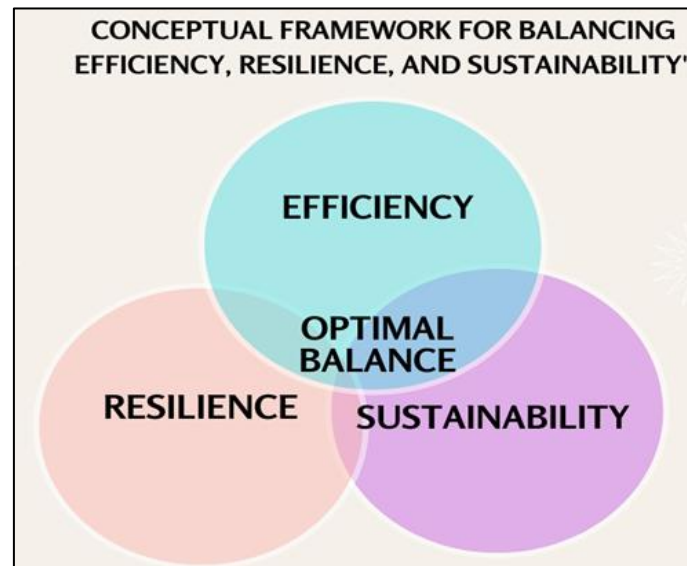 CONCEPTUAL FRAMEWORK FOR BALANCING
EFFICIENCY, RESILIENCE, AND SUSTAINABILITY"
EFFICIENCY
OPTIMAL
BALANCE
RESILIENCE
SUSTAINABILITY